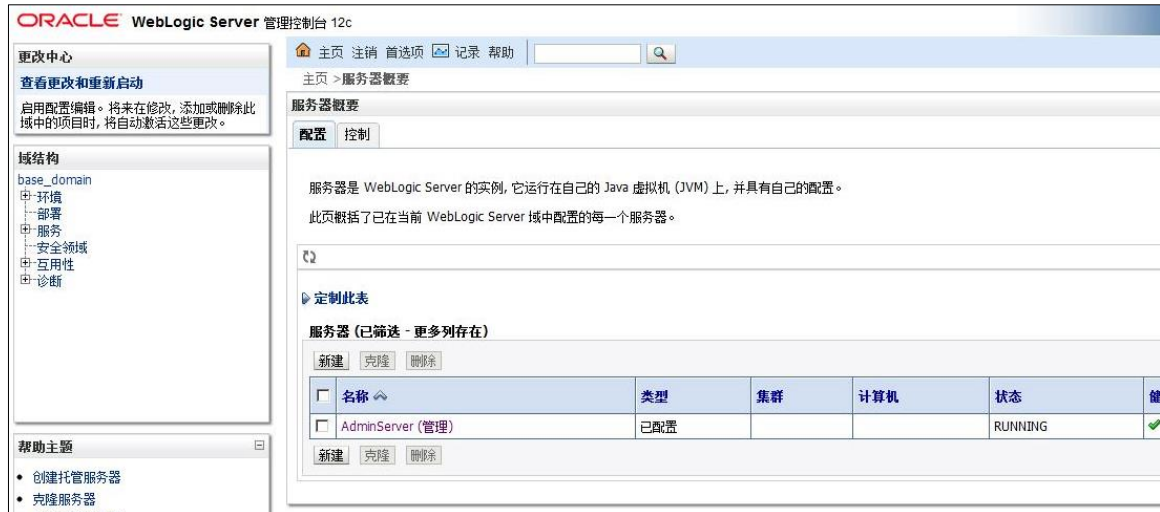 ORACLE WebLogic Server 管理控制台 12c
更改中心
查看更改和重新启动
启用配置编辑。将来在修改, 添加或删除此
域中的项目时, 将自动激活这些更改。
域结构
base_domain
环境
部署
服务
安全领域
互用性
诊断
帮助主题
创建托管服务器
克隆服务器
主页 注销 首选项 记录 帮助
主页 >服务器概要
服务器概要
配置 控制
服务器是 WebLogic Server 的实例, 它运行在自己的 Java 虚拟机 (JVM) 上, 并具有自己的配置。
此页概括了已在当前 WebLogic Server 域中配置的每一个服务器。
定制此表
服务器 (已筛选 - 更多列存在)
新建 克隆 删除
名称 类型 集群 计算机 状态
AdminServer (管理) 已配置 RUNNING
新建 克隆 删除